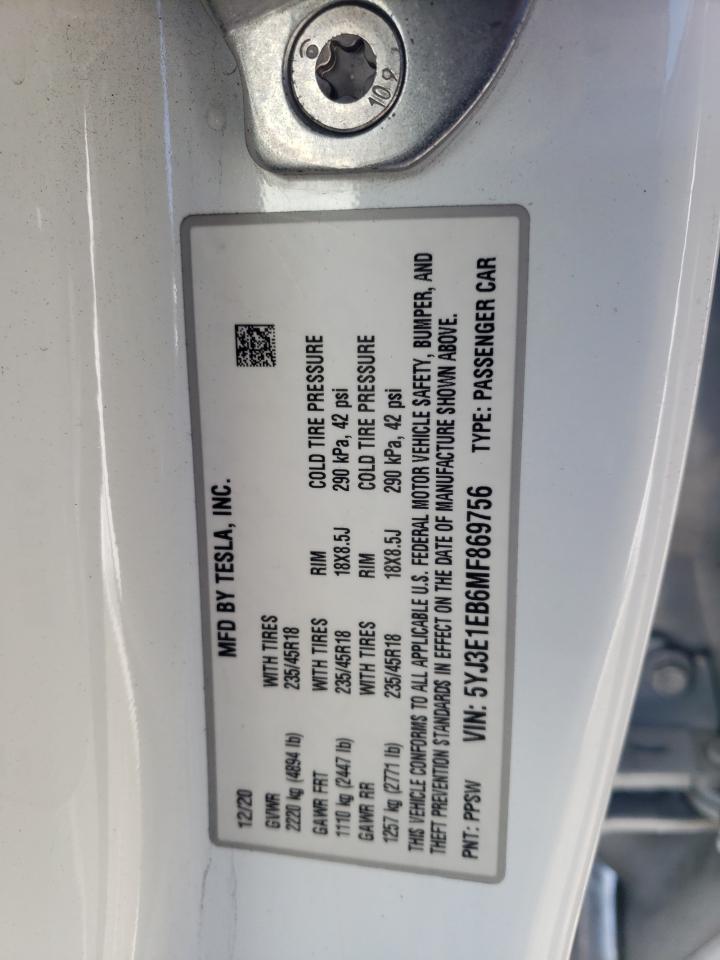 10.9
12/20 MFD BY TESLA, INC.
GVWR WITH TIRES
2220 kg (4894 lb) 235/45R18
GAWR FRT WITH TIRES RIM COLD TIRE PRESSURE
1110 kg (2447 lb) 235/45R18 18X8.5J 290 kPa, 42 psi
GAWR RR WITH TIRES RIM COLD TIRE PRESSURE
1257 kg (2771 lb) 235/45R18 18X8.5J 290 kPa, 42 psi
THIS VEHICLE CONFORMS TO ALL APPLICABLE U.S. FEDERAL MOTOR VEHICLE SAFETY, BUMPER, AND
THEFT PREVENTION STANDARDS IN EFFECT ON THE DATE OF MANUFACTURE SHOWN ABOVE.
PNT: PPSW VIN: 5YJ3E1EB6MF869756 TYPE: PASSENGER CAR